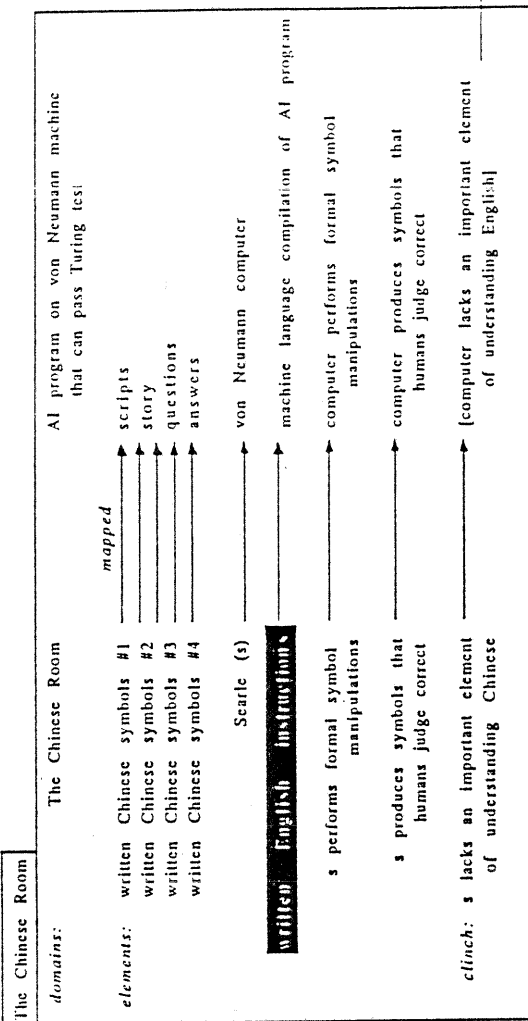 The Chinese Room
domains: The Chinese Room AI program on von Neumann machine
that can pass Turing test
mapped
elements: written Chinese symbols #1 scripts
written Chinese symbols #2 story
written Chinese symbols #3 questions
written Chinese symbols #4 answers
Searle (s) von Neumann computer
written English instructions machine language compilation of AI program
s performs formal symbol computer performs formal symbol
manipulations manipulations
s produces symbols that computer produces symbols that
humans judge correct humans judge correct
clinch: s lacks an important element [computer lacks an important element
of understanding Chinese of understanding English]